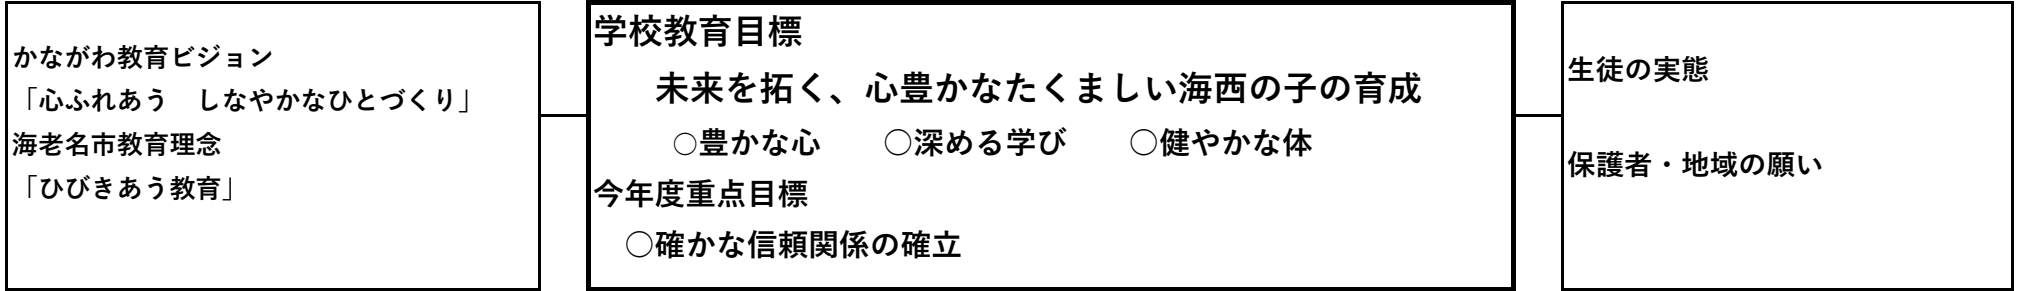 かながわ教育ビジョン
「心ふれあう　しなやかなひとづくり」
海老名市教育理念
「ひびきあう教育」
学校教育目標
未来を拓く、心豊かなたくましい海西の子の育成
○豊かな心　　○深める学び　　○健やかな体
今年度重点目標
○確かな信頼関係の確立
生徒の実態
保護者・地域の願い